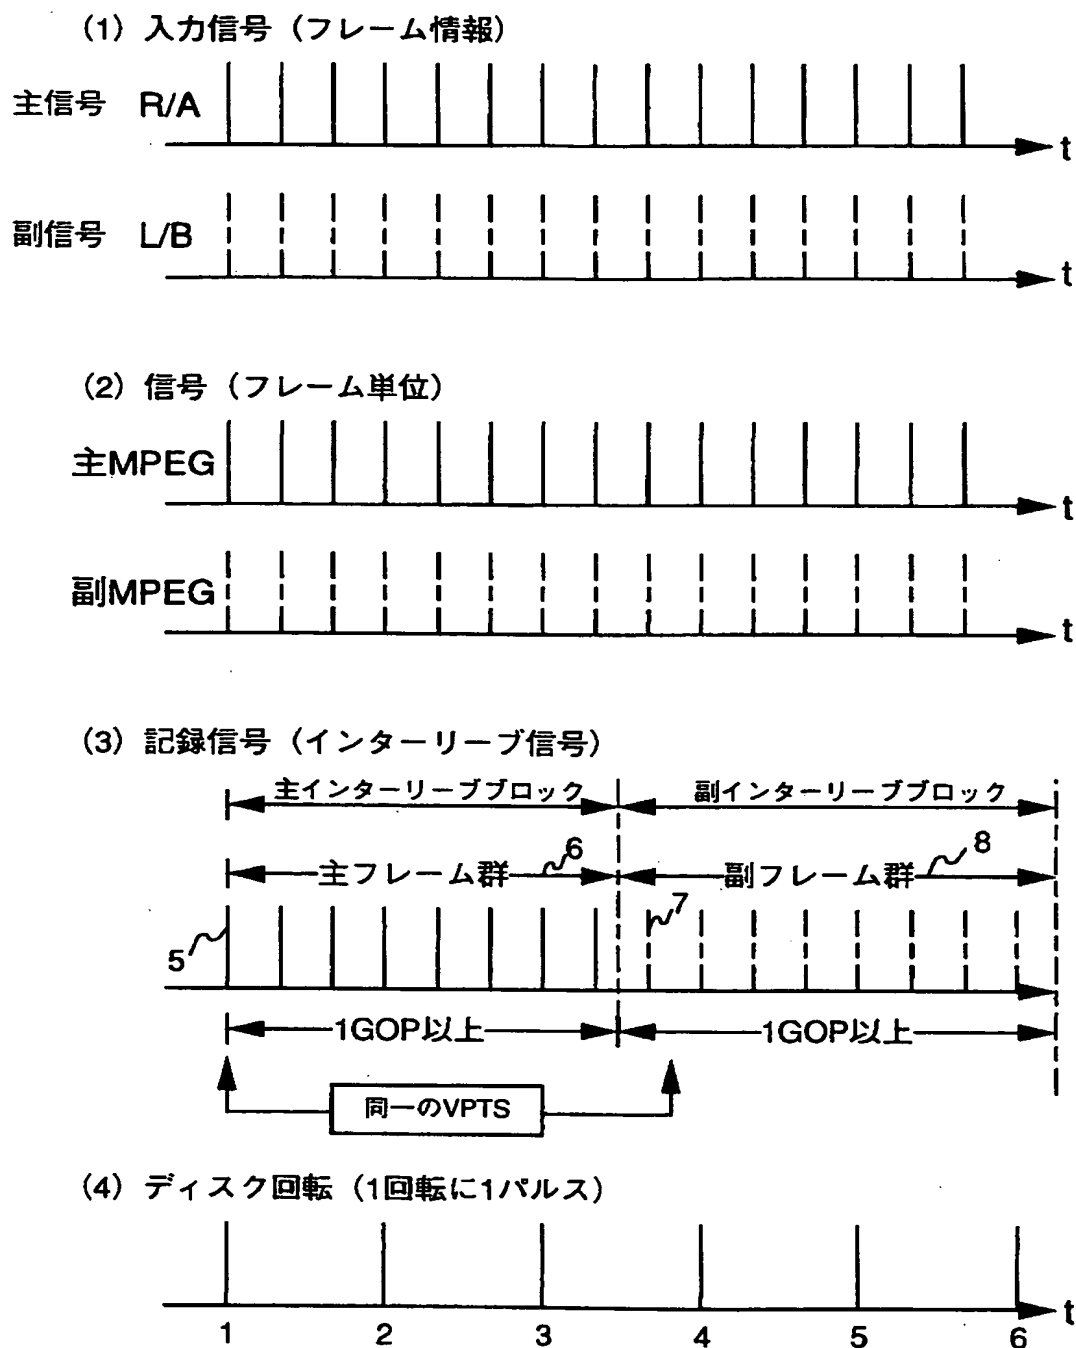 (1) 入力信号 (フレーム情報)
主信号 R/A
t
副信号 L/B
t
(2) 信号 (フレーム単位)
主MPEG
t
副MPEG
t
(3) 記録信号 (インターリーブ信号)
主インターリーブブロック 副インターリーブブロック
6 8
主フレーム群 副フレーム群
7
5
1GOP以上 1GOP以上
同一のVPTS
(4) ディスク回転 (1回転に1パルス)
t
1 2 3 4 5 6